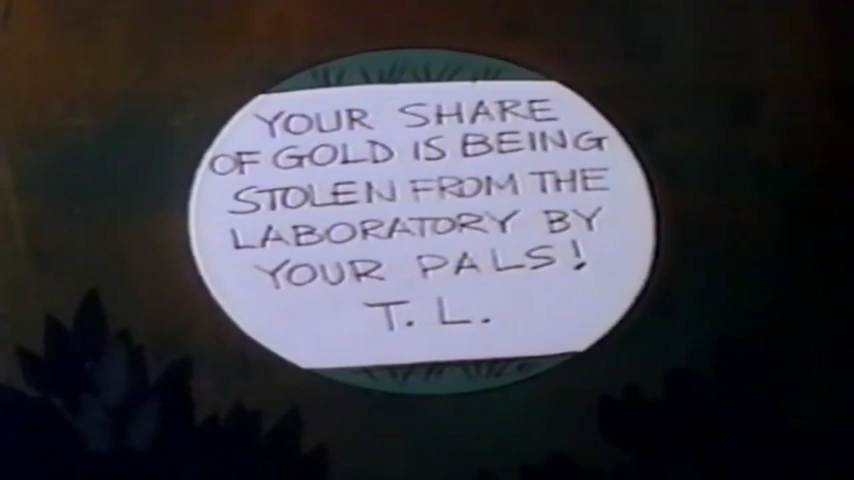 YOUR SHARE
OF GOLD IS BEING
STOLEN FROM THE
LABORATORY BY
YOUR PALS!
T. L.